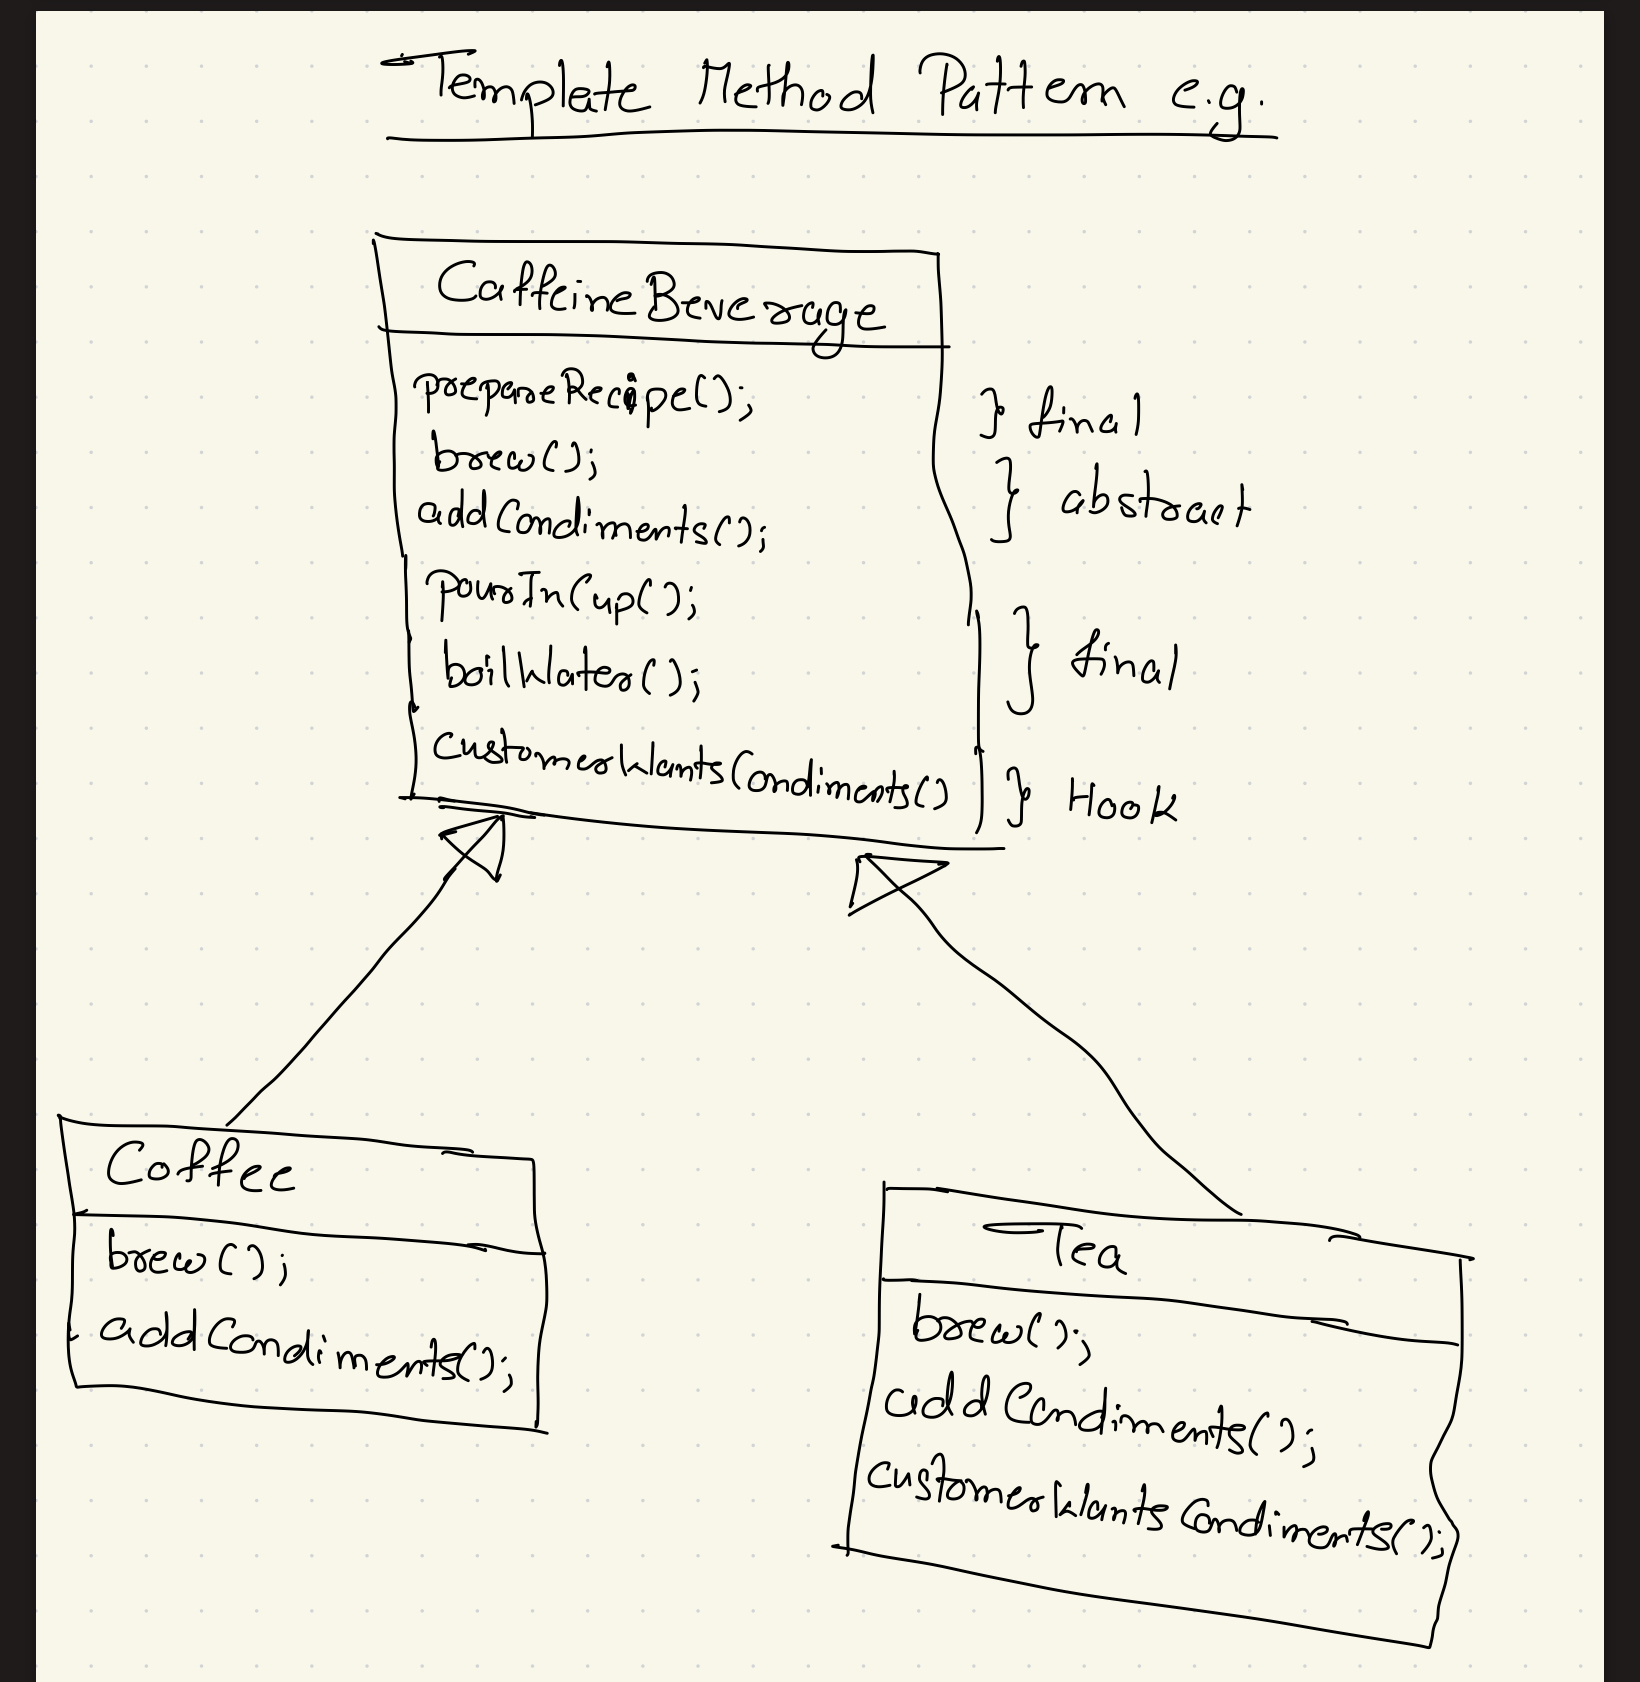 Template Method Pattern e.g.
CaffeineBeverage
prepareRecipe();
} final
brew();
addCondiments();
} abstract
pourInCup();
boilWater();
} final
customerWantsCondiments()
} Hook
Coffee
brew();
addCondiments();
Tea
brew();
addCondiments();
customerWantsCondiments();